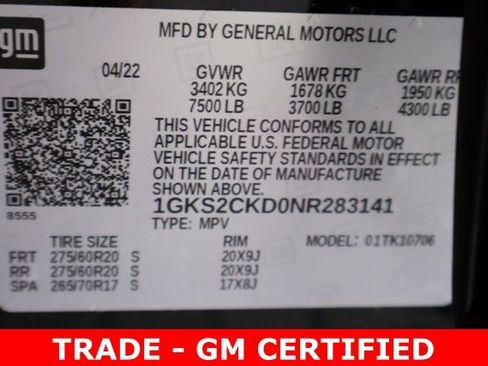 gm
MFD BY GENERAL MOTORS LLC
04/22 GVWR GAWR FRT GAWR RR
3402 KG 1678 KG 1950 KG
7500 LB 3700 LB 4300 LB
THIS VEHICLE CONFORMS TO ALL
APPLICABLE U.S. FEDERAL MOTOR
VEHICLE SAFETY STANDARDS IN EFFECT
ON THE DATE OF MANUFACTURE
SHOWN ABOVE.
8555
1GKS2CKD0NR283141
TYPE: MPV MODEL: 01TK10706
TIRE SIZE RIM
FRT 275/60R20 S 20X9J
RR 275/60R20 S 20X9J
SPA 265/70R17 S 17X8J
TRADE - GM CERTIFIED